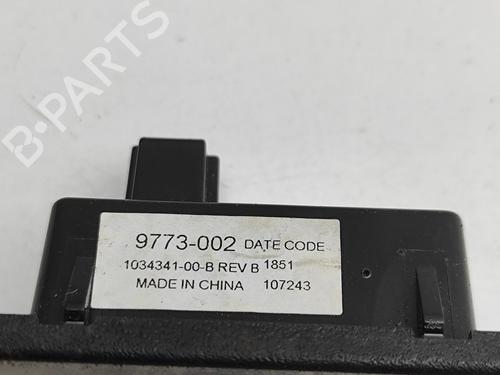 B-PARTS
9773-002 DATE CODE
1034341-00-B REV B 1851
MADE IN CHINA 107243